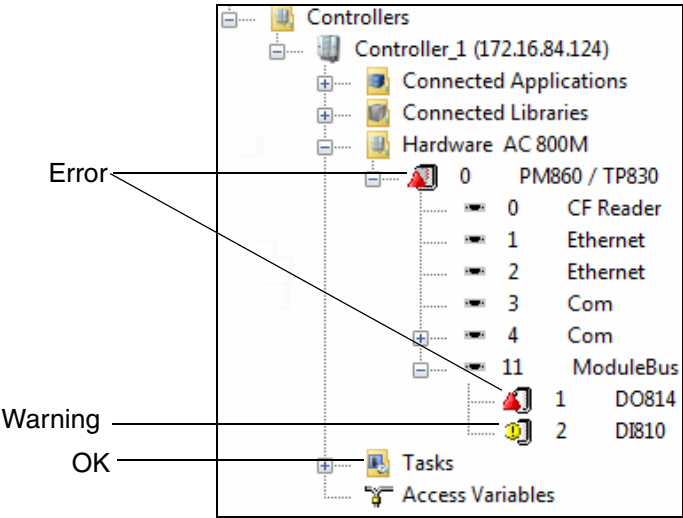 Controllers
Controller_1 (172.16.84.124)
Connected Applications
Connected Libraries
Hardware AC 800M
Error
0 PM860 / TP830
0 CF Reader
1 Ethernet
2 Ethernet
3 Com
4 Com
11 ModuleBus
1 DO814
Warning
2 DI810
OK
Tasks
Access Variables